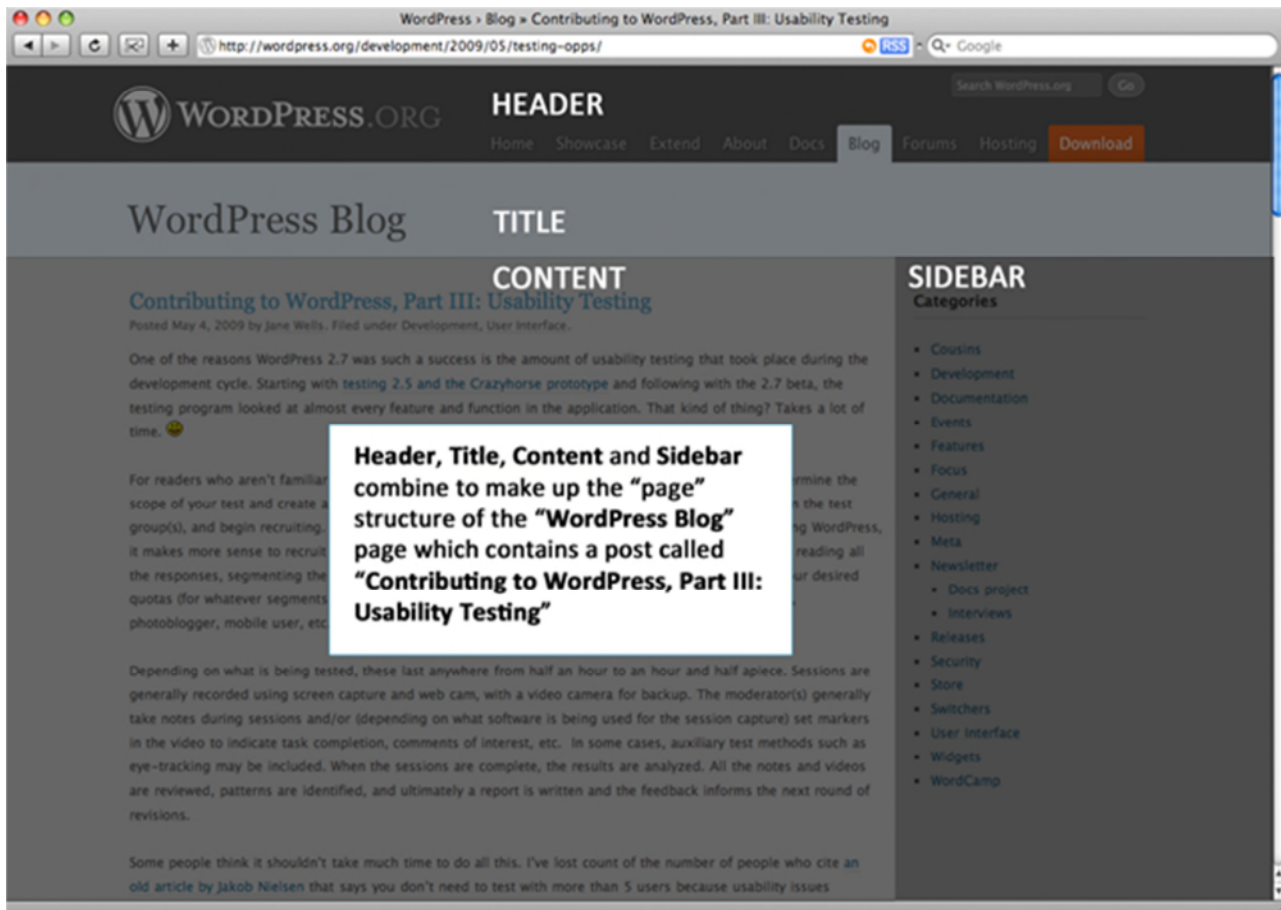 WordPress › Blog » Contributing to WordPress, Part III: Usability Testing
http://wordpress.org/development/2009/05/testing-opps/
RSS
Google
WORDPRESS.ORG
HEADER
Search WordPress.org
Go
Home Showcase Extend About Docs Blog Forums Hosting Download
WordPress Blog
TITLE
CONTENT
SIDEBAR
Contributing to WordPress, Part III: Usability Testing
Posted May 4, 2009 by Jane Wells. Filed under Development, User Interface.
One of the reasons WordPress 2.7 was such a success is the amount of usability testing that took place during the
development cycle. Starting with testing 2.5 and the Crazyhorse prototype and following with the 2.7 beta, the
testing program looked at almost every feature and function in the application. That kind of thing? Takes a lot of
time.
For readers who aren't familiar
scope of your test and create a
group(s), and begin recruiting.
it makes more sense to recruit
the responses, segmenting the
quotas (for whatever segments
photoblogger, mobile user, etc
Header, Title, Content and Sidebar
combine to make up the “page”
structure of the “WordPress Blog”
page which contains a post called
“Contributing to WordPress, Part III:
Usability Testing”
rmine the
the test
ng WordPress,
reading all
ur desired
Depending on what is being tested, these last anywhere from half an hour to an hour and half apiece. Sessions are
generally recorded using screen capture and web cam, with a video camera for backup. The moderator(s) generally
take notes during sessions and/or (depending on what software is being used for the session capture) set markers
in the video to indicate task completion, comments of interest, etc. In some cases, auxiliary test methods such as
eye-tracking may be included. When the sessions are complete, the results are analyzed. All the notes and videos
are reviewed, patterns are identified, and ultimately a report is written and the feedback informs the next round of
revisions.
Some people think it shouldn't take much time to do all this. I've lost count of the number of people who cite an
old article by Jakob Nielsen that says you don't need to test with more than 5 users because usability issues
Categories
Cousins
Development
Documentation
Events
Features
Focus
General
Hosting
Meta
Newsletter
Docs project
Interviews
Releases
Security
Store
Switchers
User Interface
Widgets
WordCamp